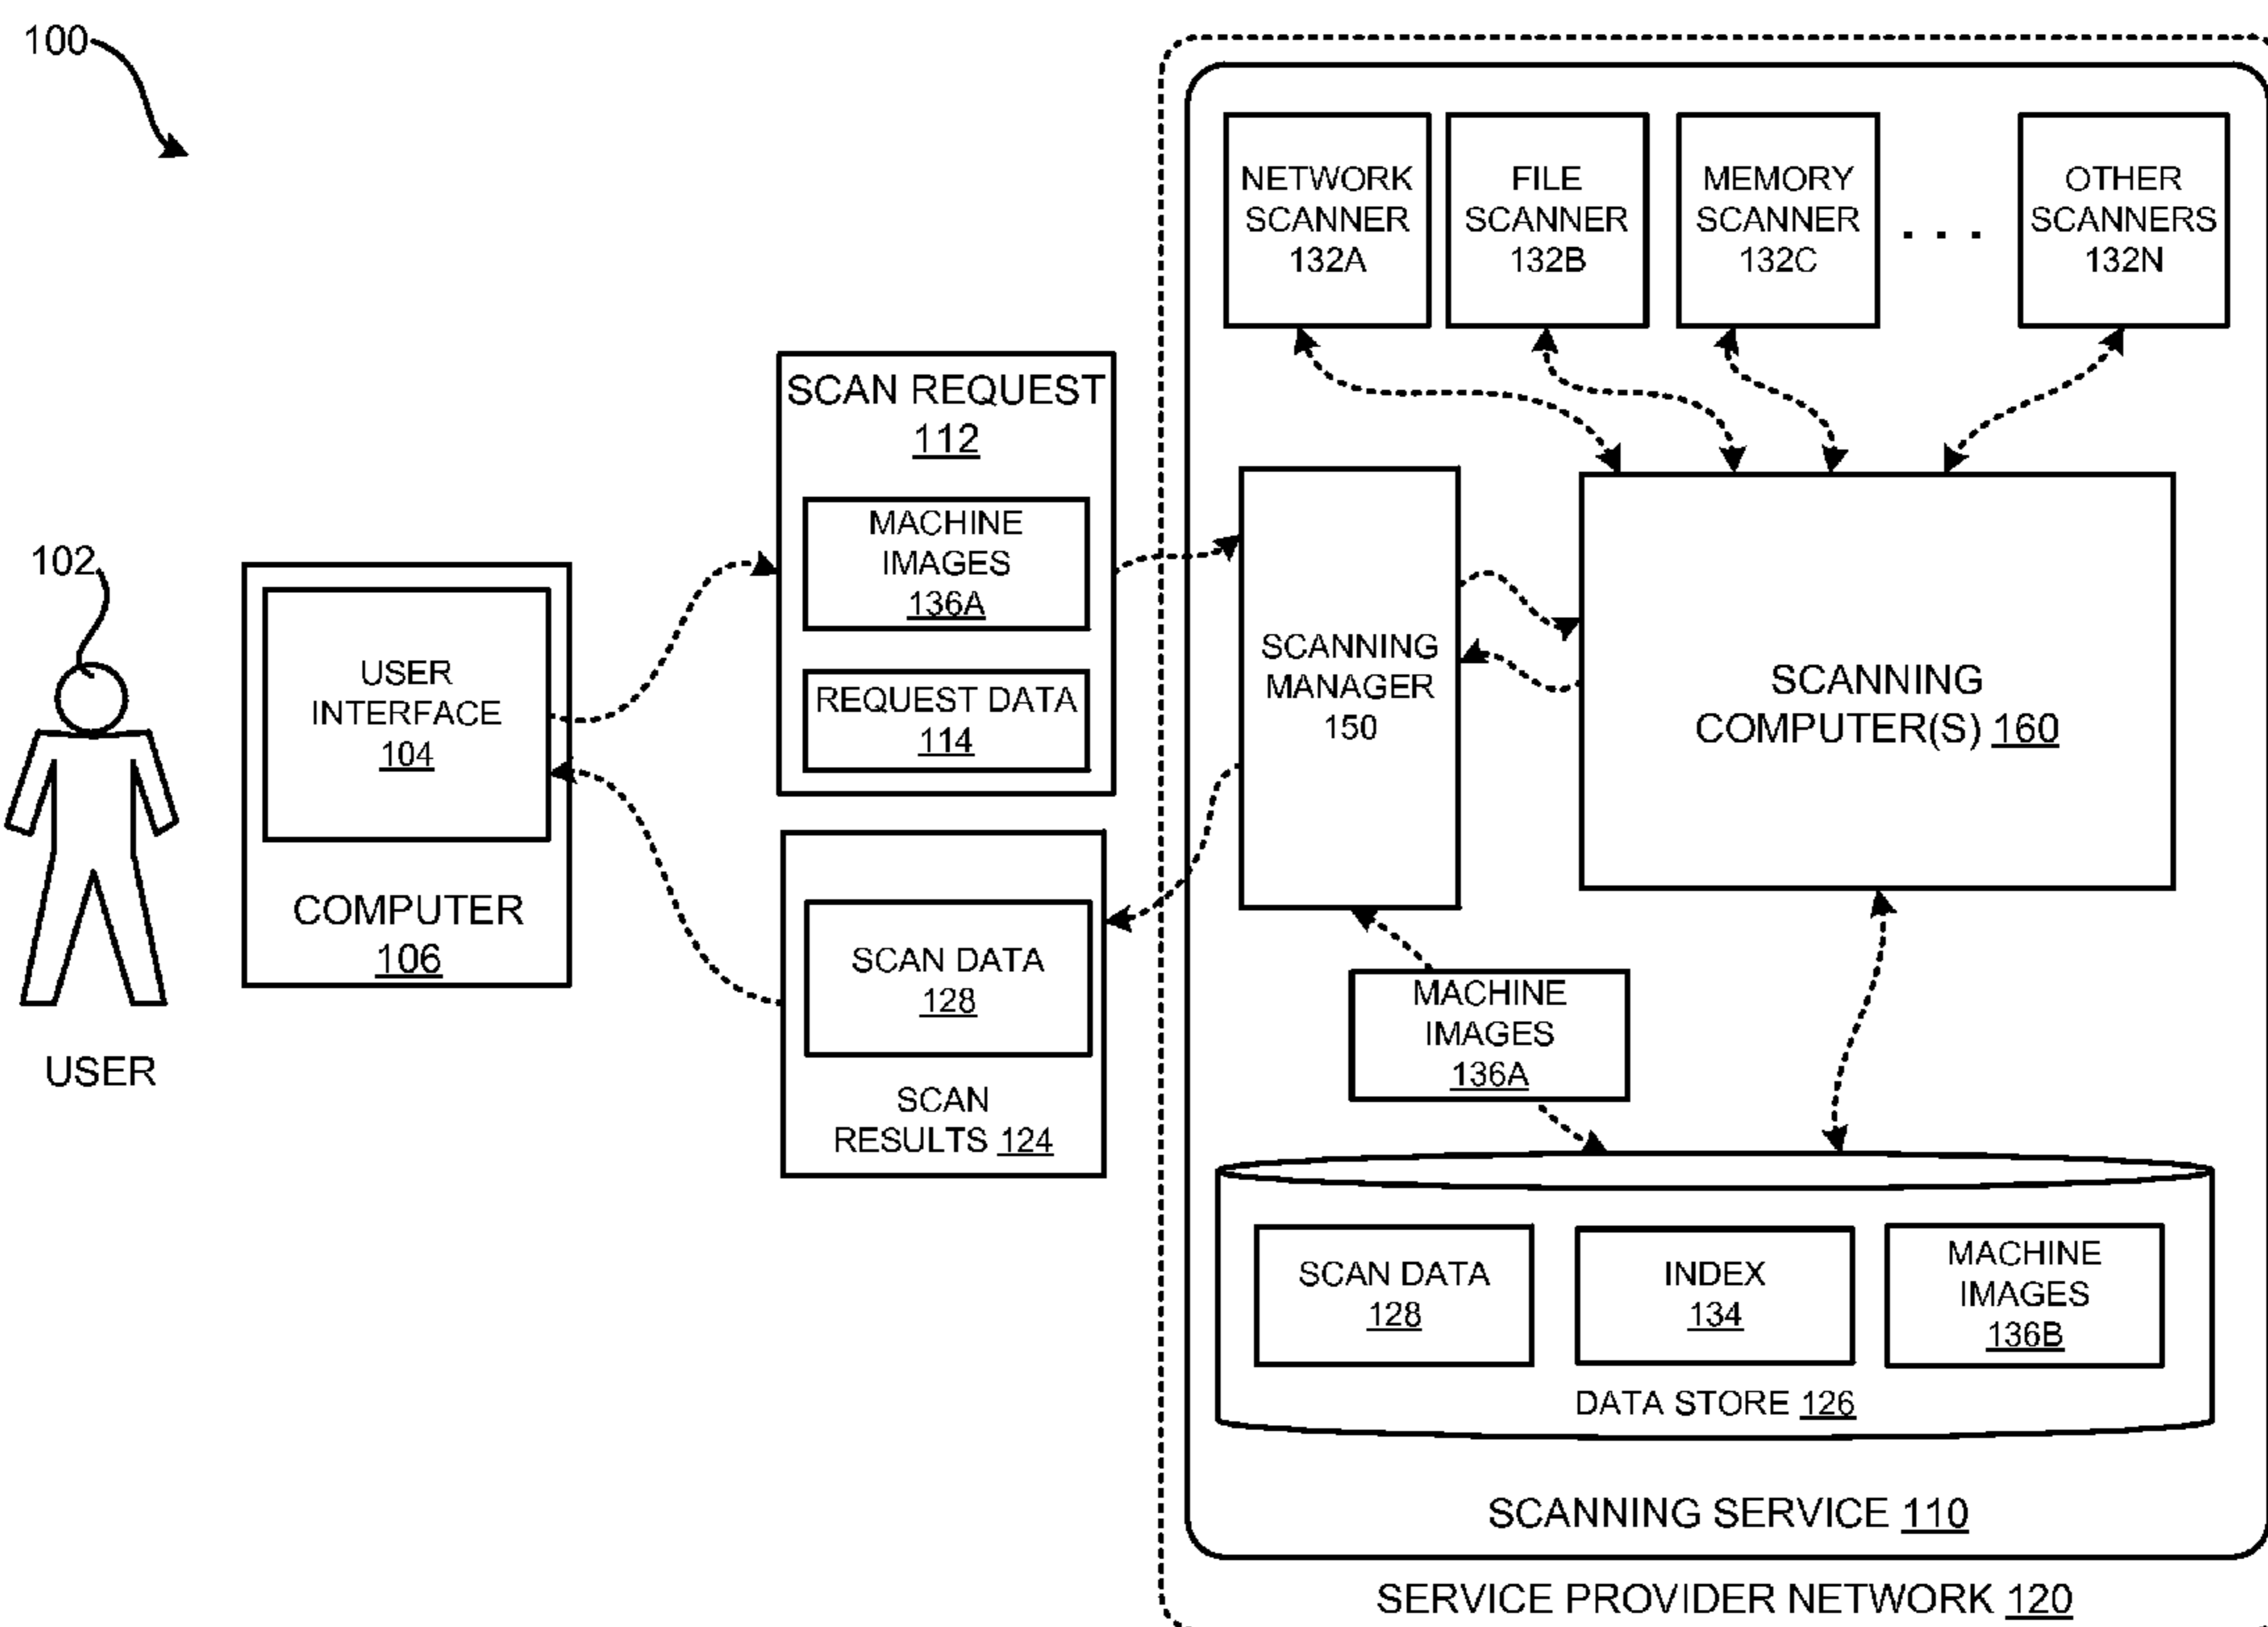 100
NETWORK
SCANNER
132A
FILE
SCANNER
132B
MEMORY
SCANNER
132C
. . .
OTHER
SCANNERS
132N
SCAN REQUEST
112
MACHINE
IMAGES
136A
REQUEST DATA
114
102
USER
USER
INTERFACE
104
COMPUTER
106
SCANNING
MANAGER
150
SCANNING
COMPUTER(S) 160
SCAN DATA
128
SCAN
RESULTS 124
MACHINE
IMAGES
136A
SCAN DATA
128
INDEX
134
MACHINE
IMAGES
136B
DATA STORE 126
SCANNING SERVICE 110
SERVICE PROVIDER NETWORK 120